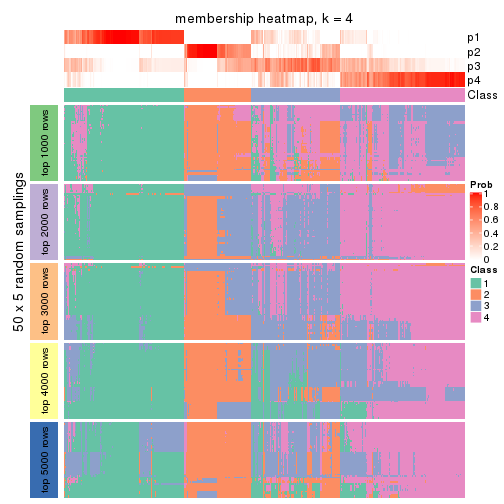 membership heatmap, k = 4
p1
p2
p3
p4
Class
50 x 5 random samplings
top 1000 rows
top 2000 rows
top 3000 rows
top 4000 rows
top 5000 rows
Prob
1
0.8
0.6
0.4
0.2
0
Class
1
2
3
4